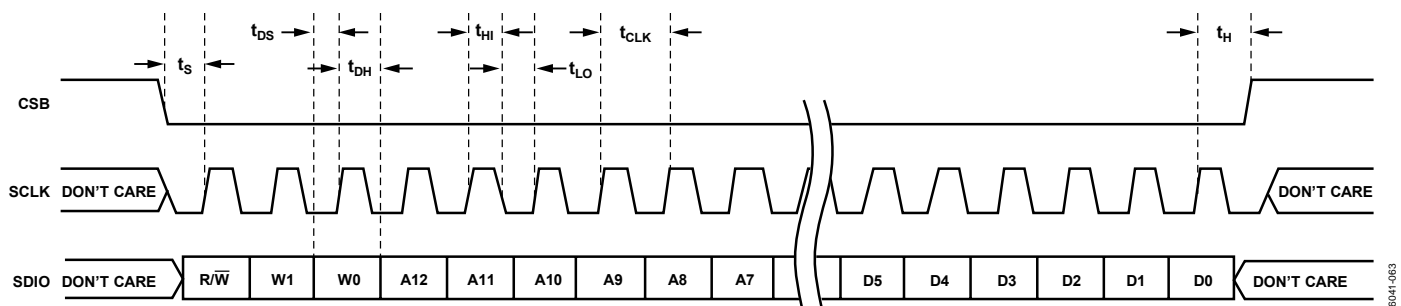 tDS tHI tCLK tH
tS tDH tLO
CSB
SCLK DON'T CARE DON'T CARE
SDIO DON'T CARE R/W̅ W1 W0 A12 A11 A10 A9 A8 A7 D5 D4 D3 D2 D1 D0 DON'T CARE
6041-063